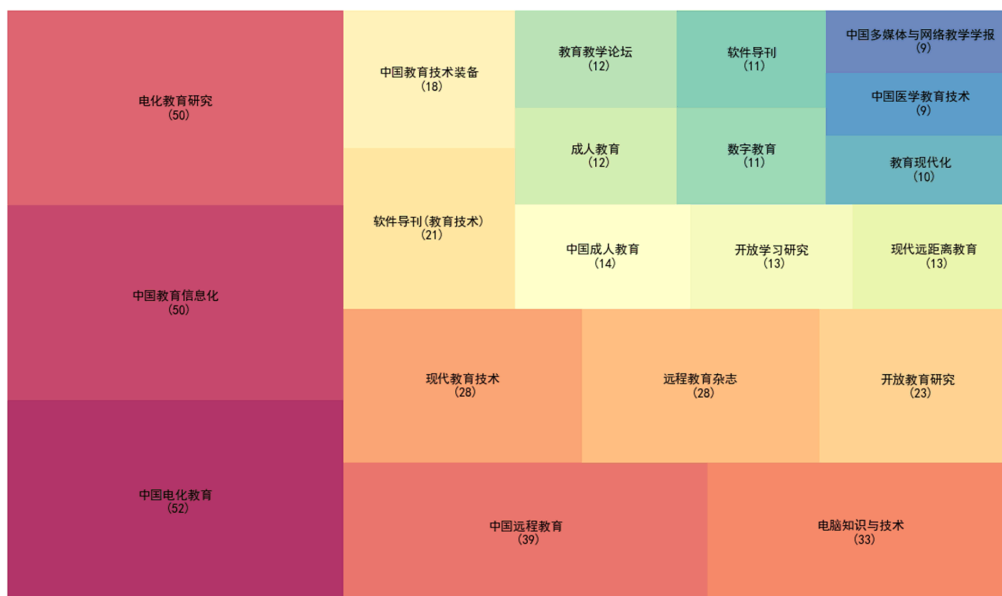 电化教育研究
(50)
中国教育信息化
(50)
中国电化教育
(52)
中国教育技术装备
(18)
软件导刊(教育技术)
(21)
教育教学论坛
(12)
成人教育
(12)
软件导刊
(11)
数字教育
(11)
中国多媒体与网络教学学报
(9)
中国医学教育技术
(9)
教育现代化
(10)
中国成人教育
(14)
开放学习研究
(13)
现代远距离教育
(13)
现代教育技术
(28)
远程教育杂志
(28)
开放教育研究
(23)
中国远程教育
(39)
电脑知识与技术
(33)